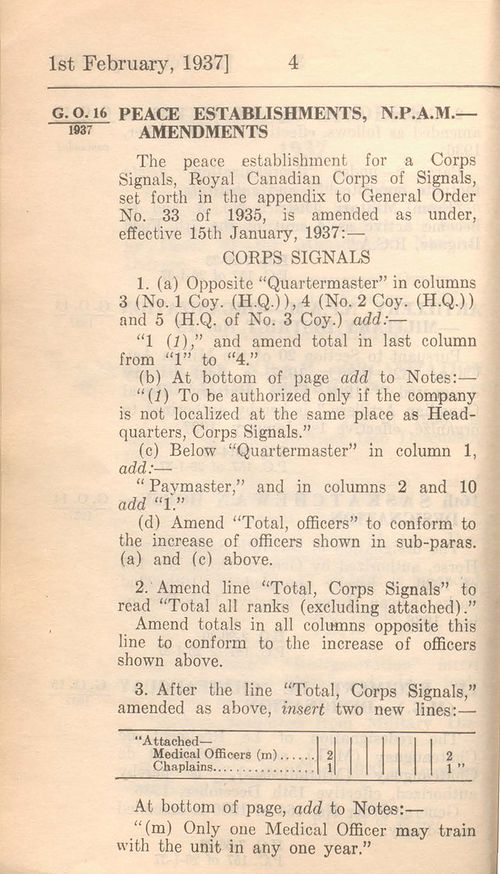 1st February, 1937] 4
G. O. 16 PEACE ESTABLISHMENTS, N.P.A.M.—
1937 AMENDMENTS
The peace establishment for a Corps
Signals, Royal Canadian Corps of Signals,
set forth in the appendix to General Order
No. 33 of 1935, is amended as under,
effective 15th January, 1937:—
CORPS SIGNALS
1. (a) Opposite “Quartermaster” in columns
3 (No. 1 Coy. (H.Q.)), 4 (No. 2 Coy. (H.Q.))
and 5 (H.Q. of No. 3 Coy.) add:—
“1 (1),” and amend total in last column
from “1” to “4.”
(b) At bottom of page add to Notes:—
“(1) To be authorized only if the company
is not localized at the same place as Head-
quarters, Corps Signals.”
(c) Below “Quartermaster” in column 1,
add:—
“Paymaster,” and in columns 2 and 10
add “1.”
(d) Amend “Total, officers” to conform to
the increase of officers shown in sub-paras.
(a) and (c) above.
2. Amend line “Total, Corps Signals” to
read “Total all ranks (excluding attached).”
Amend totals in all columns opposite this
line to conform to the increase of officers
shown above.
3. After the line “Total, Corps Signals,”
amended as above, insert two new lines:—
“Attached—
Medical Officers (m)...... 2 2
Chaplains................ 1 1 ”
At bottom of page, add to Notes:—
“(m) Only one Medical Officer may train
with the unit in any one year.”